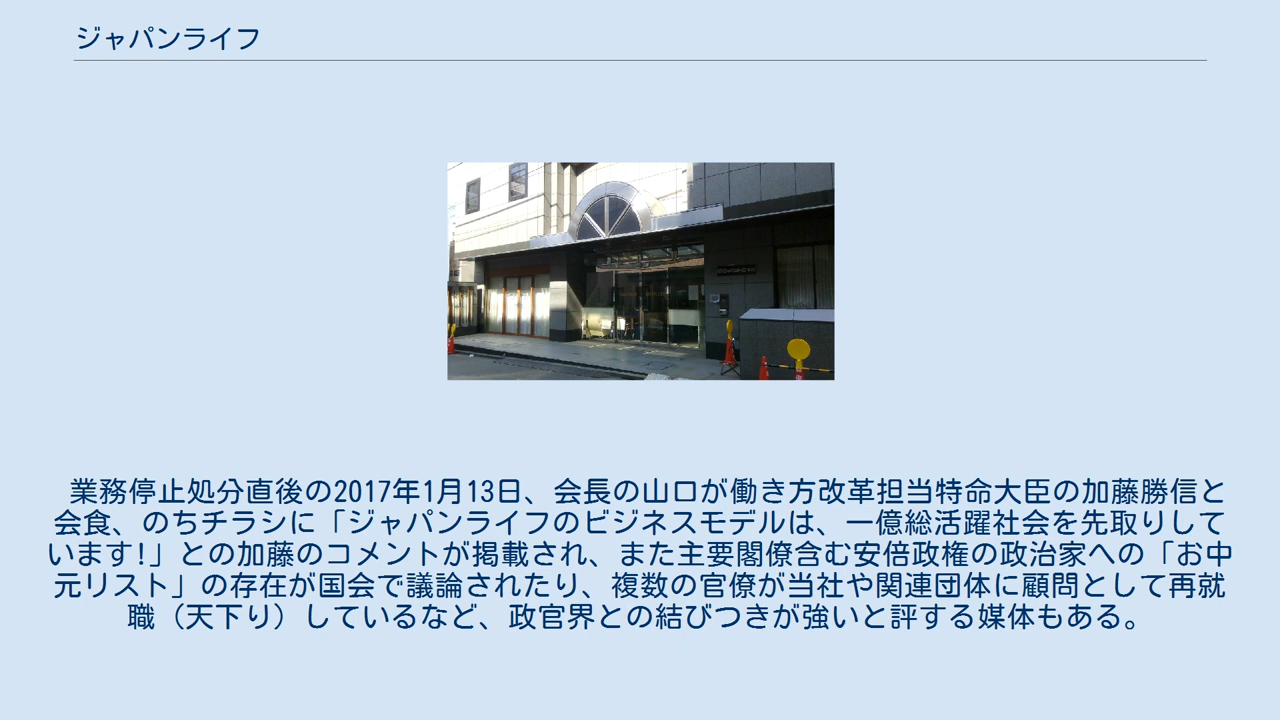 ジャパンライフ
業務停止処分直後の2017年1月13日、会長の山口が働き方改革担当特命大臣の加藤勝信と
会食、のちチラシに「ジャパンライフのビジネスモデルは、一億総活躍社会を先取りして
います!」との加藤のコメントが掲載され、また主要閣僚含む安倍政権の政治家への「お中
元リスト」の存在が国会で議論されたり、複数の官僚が当社や関連団体に顧問として再就
職（天下り）しているなど、政官界との結びつきが強いと評する媒体もある。